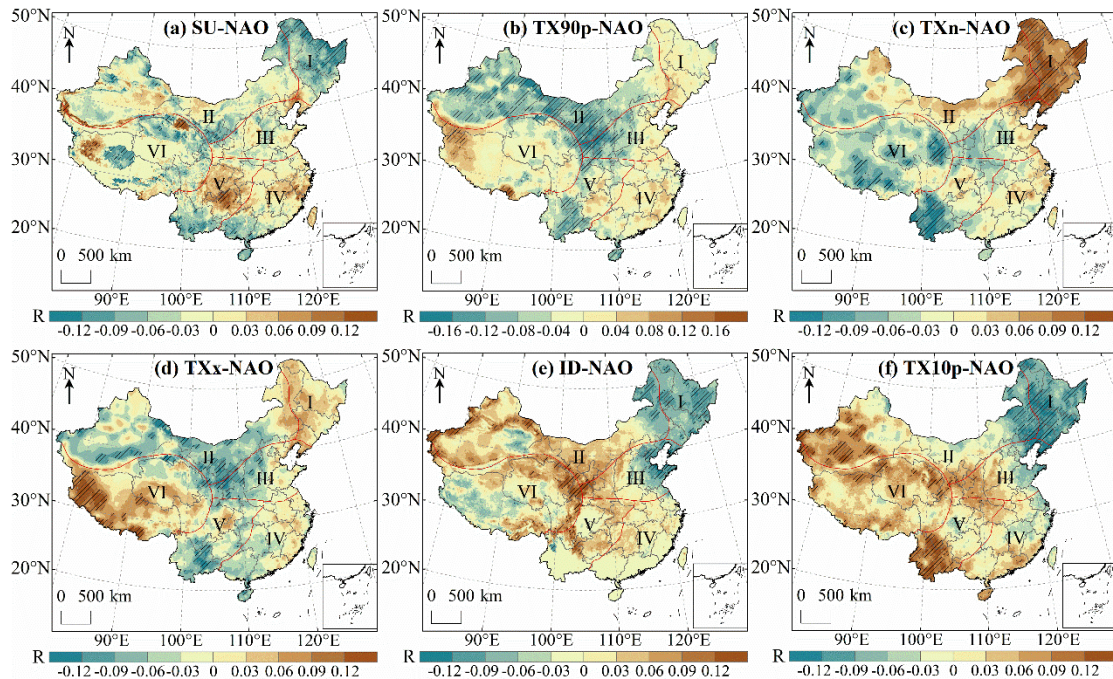 (a) SU-NAO
(b) TX90p-NAO
(c) TXn-NAO
50°N
N
I
50°N
N
I
50°N
N
I
40°N
II
III
40°N
II
III
40°N
II
III
30°N
VI
30°N
VI
30°N
VI
V
IV
V
IV
V
IV
20°N
20°N
20°N
0 500 km
0 500 km
0 500 km
90°E 100°E 110°E 120°E
90°E 100°E 110°E 120°E
90°E 100°E 110°E 120°E
R -0.12 -0.09 -0.06 -0.03 0 0.03 0.06 0.09 0.12
R -0.16 -0.12 -0.08 -0.04 0 0.04 0.08 0.12 0.16
R -0.12 -0.09 -0.06 -0.03 0 0.03 0.06 0.09 0.12
(d) TXx-NAO
(e) ID-NAO
(f) TX10p-NAO
50°N
N
I
50°N
N
I
50°N
N
I
40°N
II
III
40°N
II
III
40°N
II
III
30°N
VI
30°N
VI
30°N
VI
V
IV
V
IV
V
IV
20°N
20°N
20°N
0 500 km
0 500 km
0 500 km
90°E 100°E 110°E 120°E
90°E 100°E 110°E 120°E
90°E 100°E 110°E 120°E
R -0.12 -0.09 -0.06 -0.03 0 0.03 0.06 0.09 0.12
R -0.12 -0.09 -0.06 -0.03 0 0.03 0.06 0.09 0.12
R -0.12 -0.09 -0.06 -0.03 0 0.03 0.06 0.09 0.12